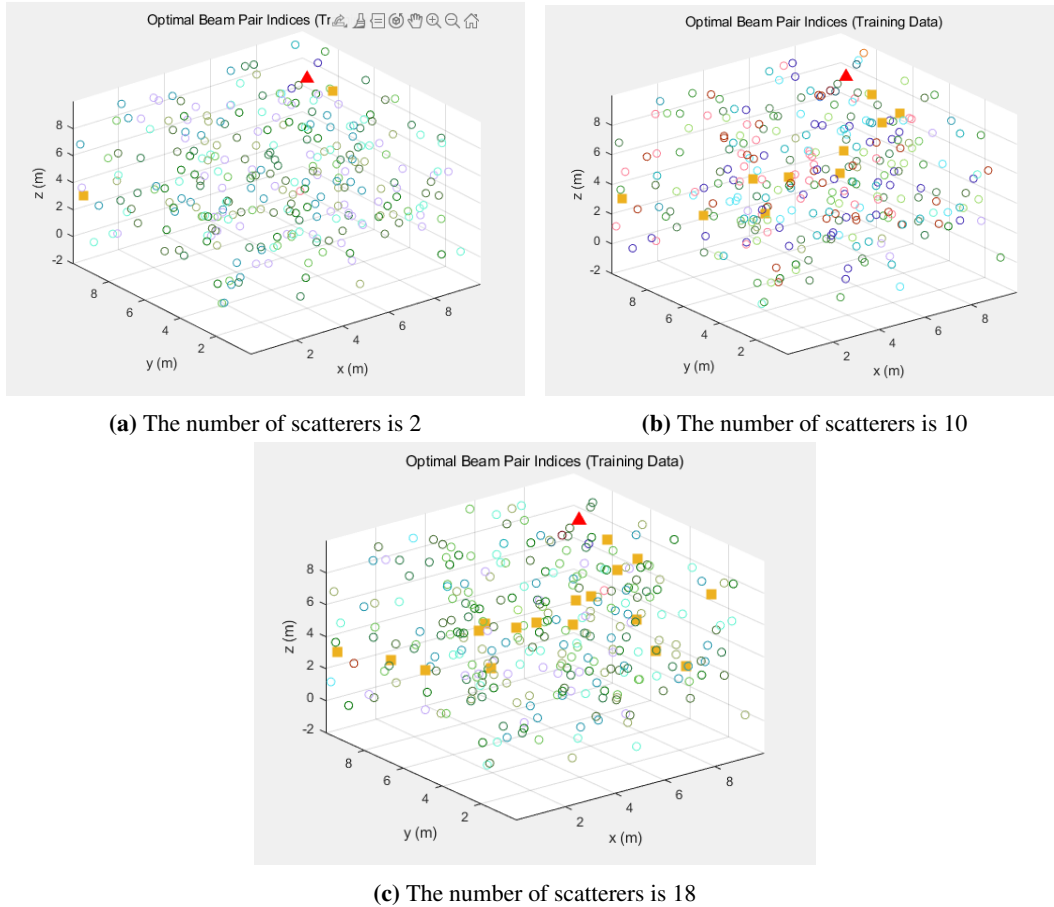 Optimal Beam Pair Indices (Tr
8
6
4
2
0
-2
z (m)
8
6
4
2
y (m)
2
4
6
8
x (m)
(a) The number of scatterers is 2
Optimal Beam Pair Indices (Training Data)
8
6
4
2
0
-2
z (m)
8
6
4
2
y (m)
2
4
6
8
x (m)
(b) The number of scatterers is 10
Optimal Beam Pair Indices (Training Data)
8
6
4
2
0
-2
z (m)
8
6
4
2
y (m)
2
4
6
8
x (m)
(c) The number of scatterers is 18